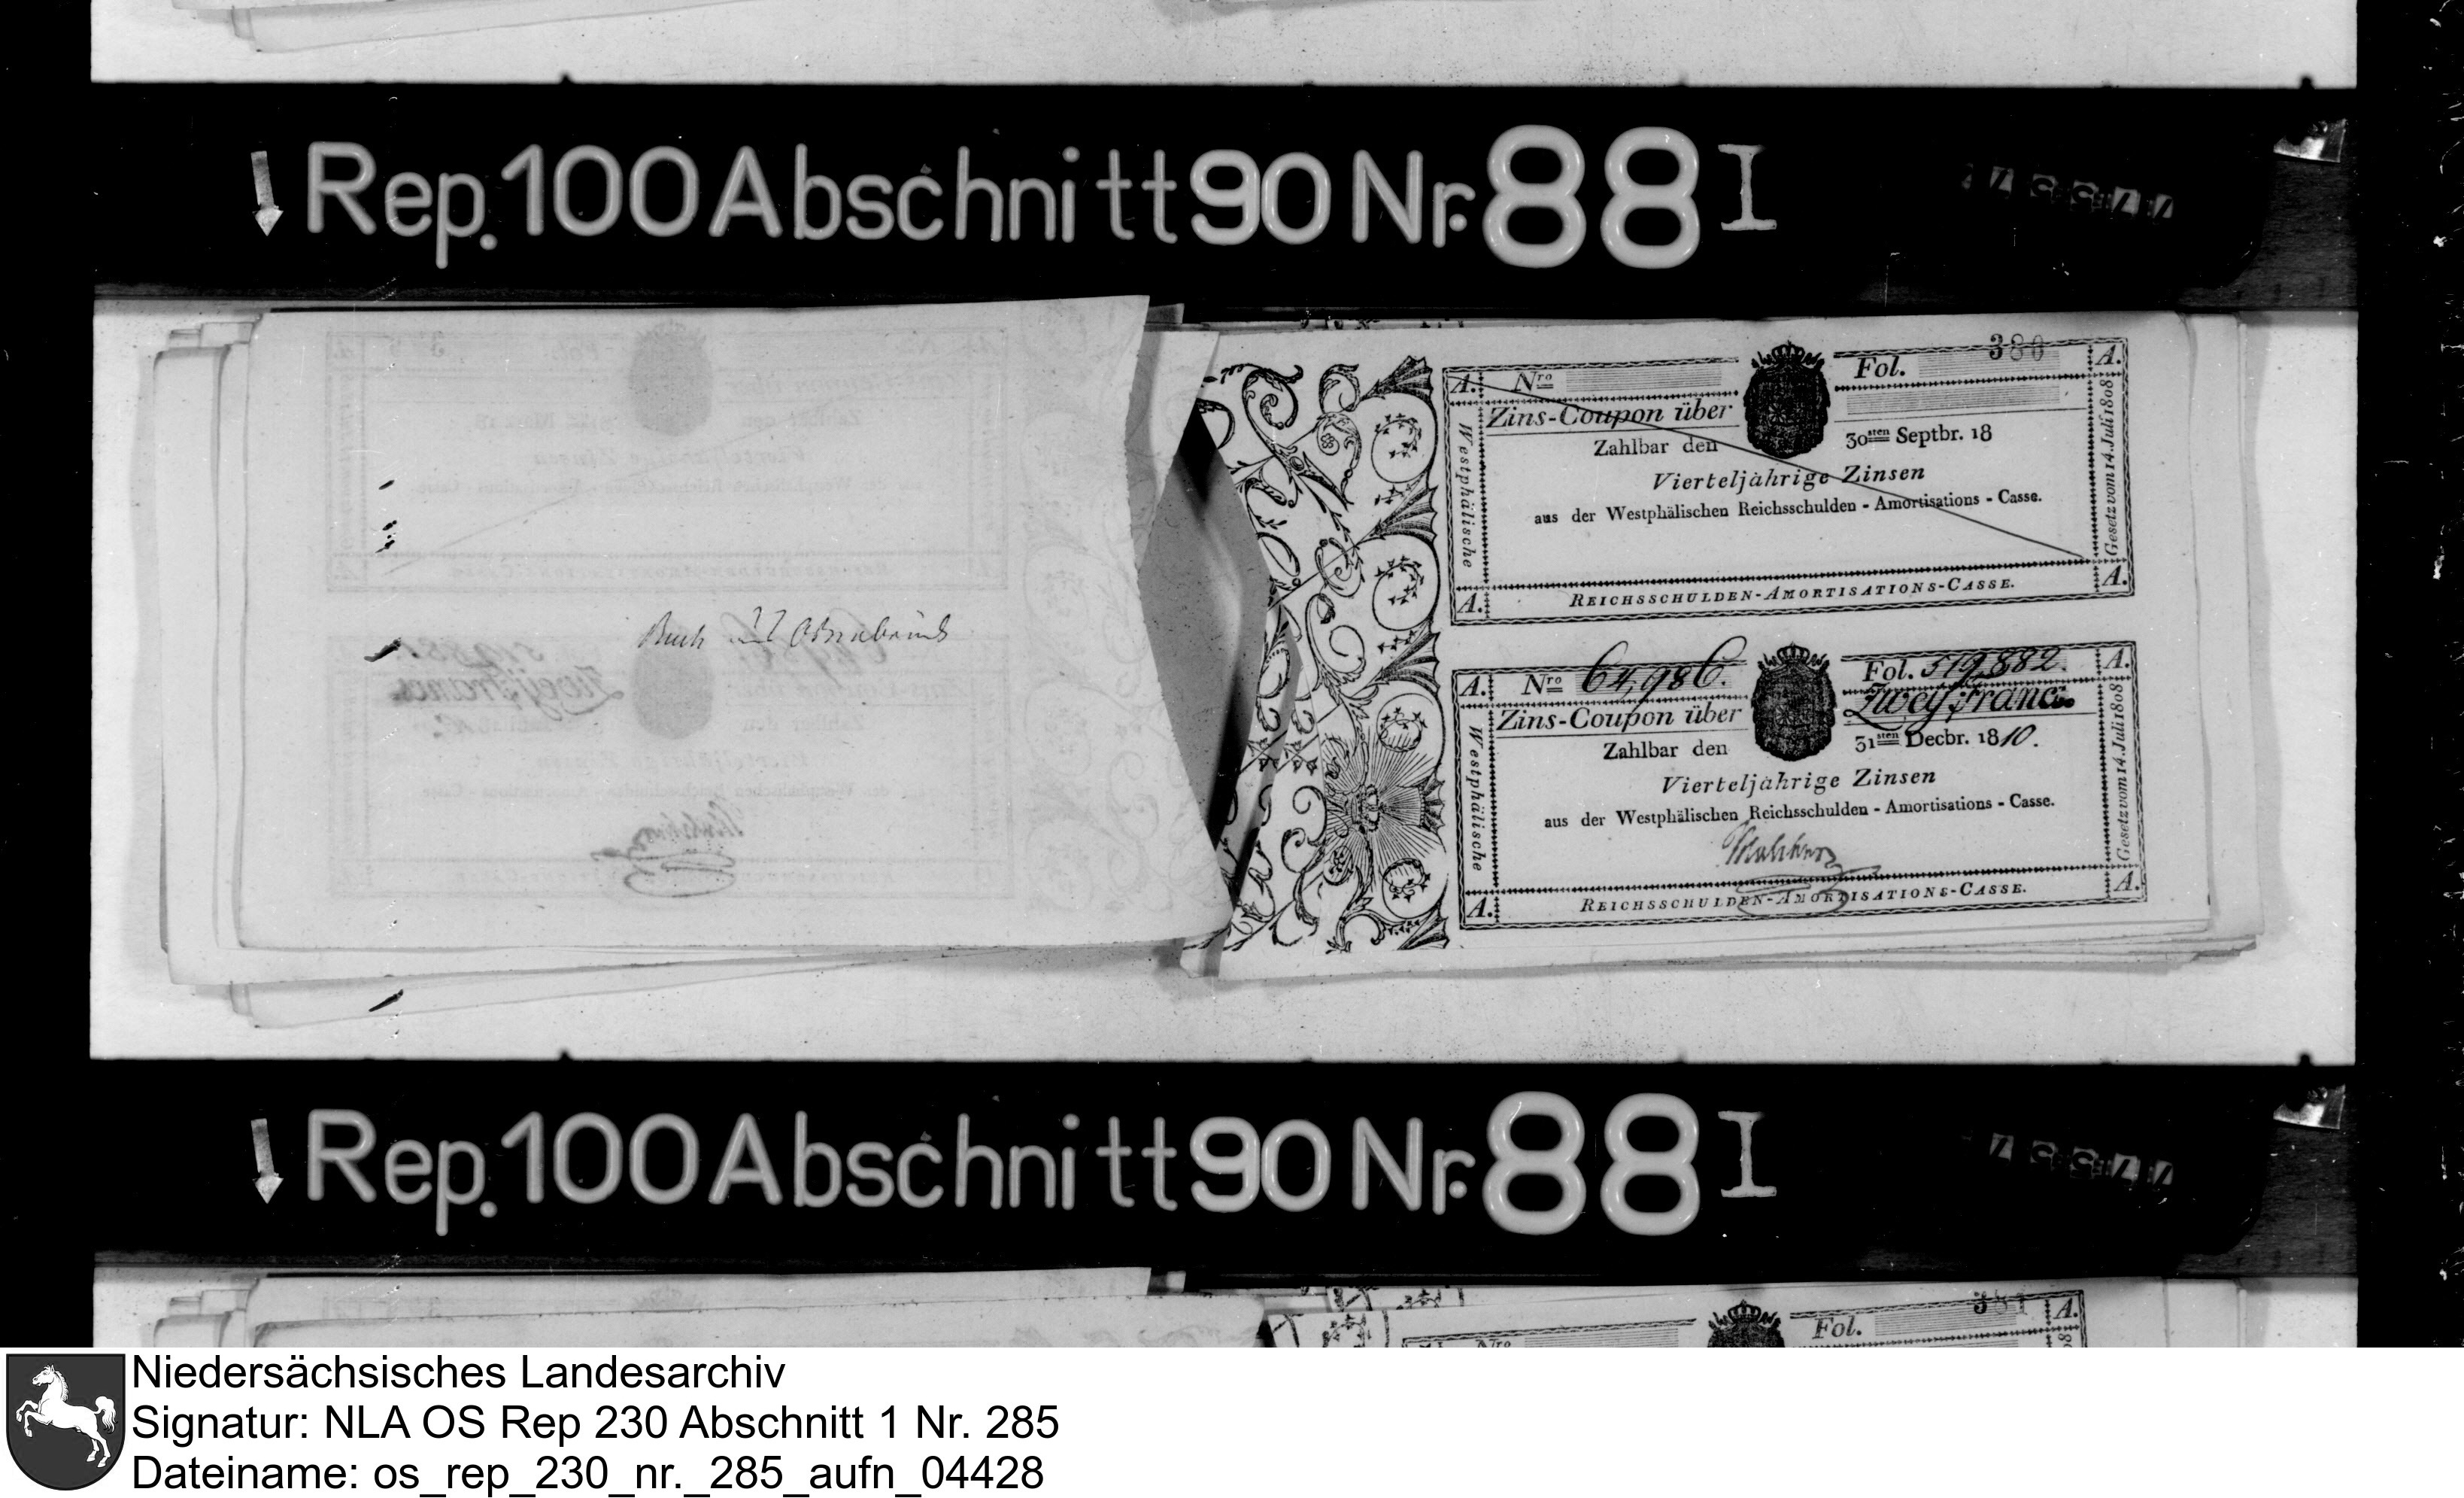 Rep. 100 Abschnitt 90 Nr. 88 I
380
A. Nro Fol. A.
Zins-Coupon über
Zahlbar den 30sten Septbr. 18
Vierteljährige Zinsen
aus der Westphälischen Reichsschulden - Amortisations - Casse.
Westphälische
Gesetz vom 14. Juli 1808
A. REICHSSCHULDEN-AMORTISATIONS-CASSE. A.
Osnabrück
A. Nro 64,986. Fol. 519,882. A.
Zins-Coupon über Zwey franc
Zahlbar den 31sten Decbr. 1810.
Vierteljährige Zinsen
aus der Westphälischen Reichsschulden - Amortisations - Casse.
Westphälische
Gesetz vom 14. Juli 1808
A. REICHSSCHULDEN-AMORTISATIONS-CASSE. A.
Rep. 100 Abschnitt 90 Nr. 88 I
381
Nro Fol. A.
Niedersächsisches Landesarchiv
Signatur: NLA OS Rep 230 Abschnitt 1 Nr. 285
Dateiname: os_rep_230_nr._285_aufn_04428